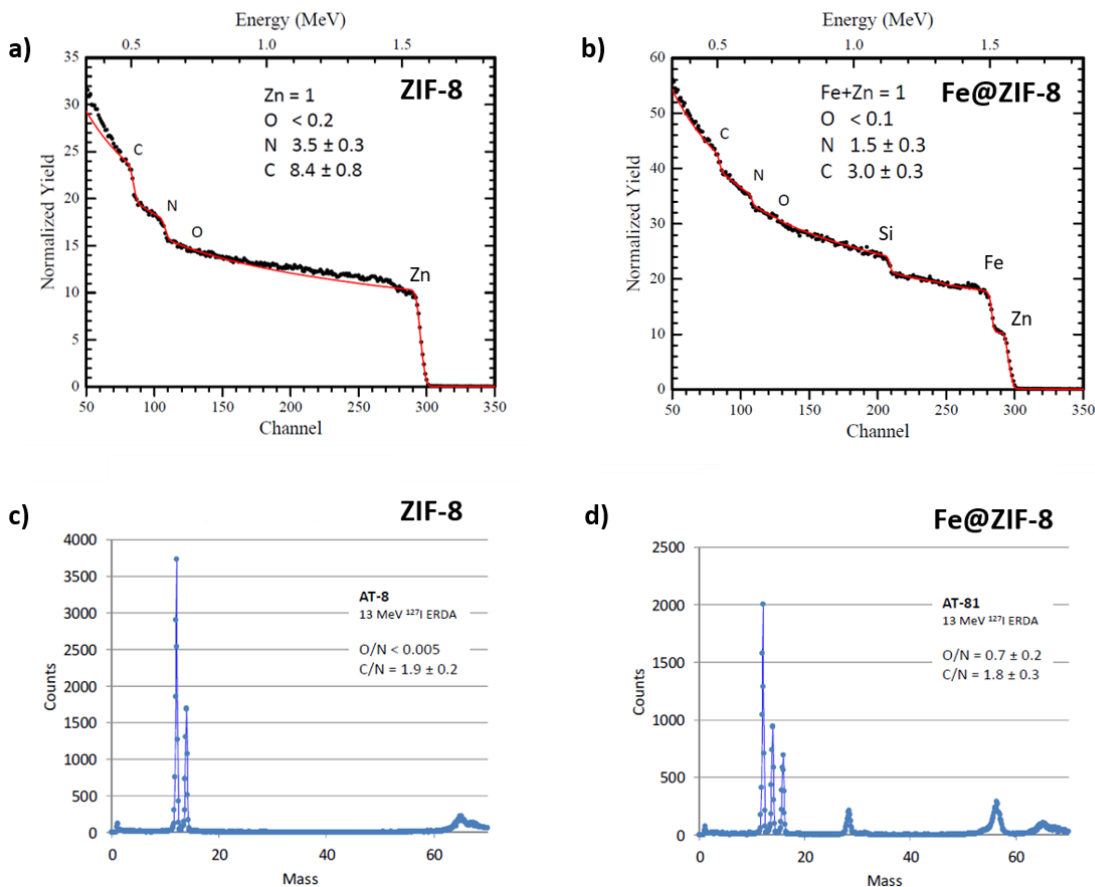 a)
Energy (MeV)
0.5 1.0 1.5
35
30
25
20
15
10
5
0
Normalized Yield
ZIF-8
Zn = 1
O < 0.2
N 3.5 ± 0.3
C 8.4 ± 0.8
C
N
O
Zn
50 100 150 200 250 300 350
Channel
b)
Energy (MeV)
0.5 1.0 1.5
60
50
40
30
20
10
0
Normalized Yield
Fe@ZIF-8
Fe+Zn = 1
O < 0.1
N 1.5 ± 0.3
C 3.0 ± 0.3
C
N
O
Si
Fe
Zn
50 100 150 200 250 300 350
Channel
c)
ZIF-8
4000
3500
3000
2500
2000
1500
1000
500
0
Counts
AT-8
13 MeV ¹²⁷I ERDA
O/N < 0.005
C/N = 1.9 ± 0.2
0 20 40 60
Mass
d)
Fe@ZIF-8
2500
2000
1500
1000
500
0
Counts
AT-81
13 MeV ¹²⁷I ERDA
O/N = 0.7 ± 0.2
C/N = 1.8 ± 0.3
0 20 40 60
Mass